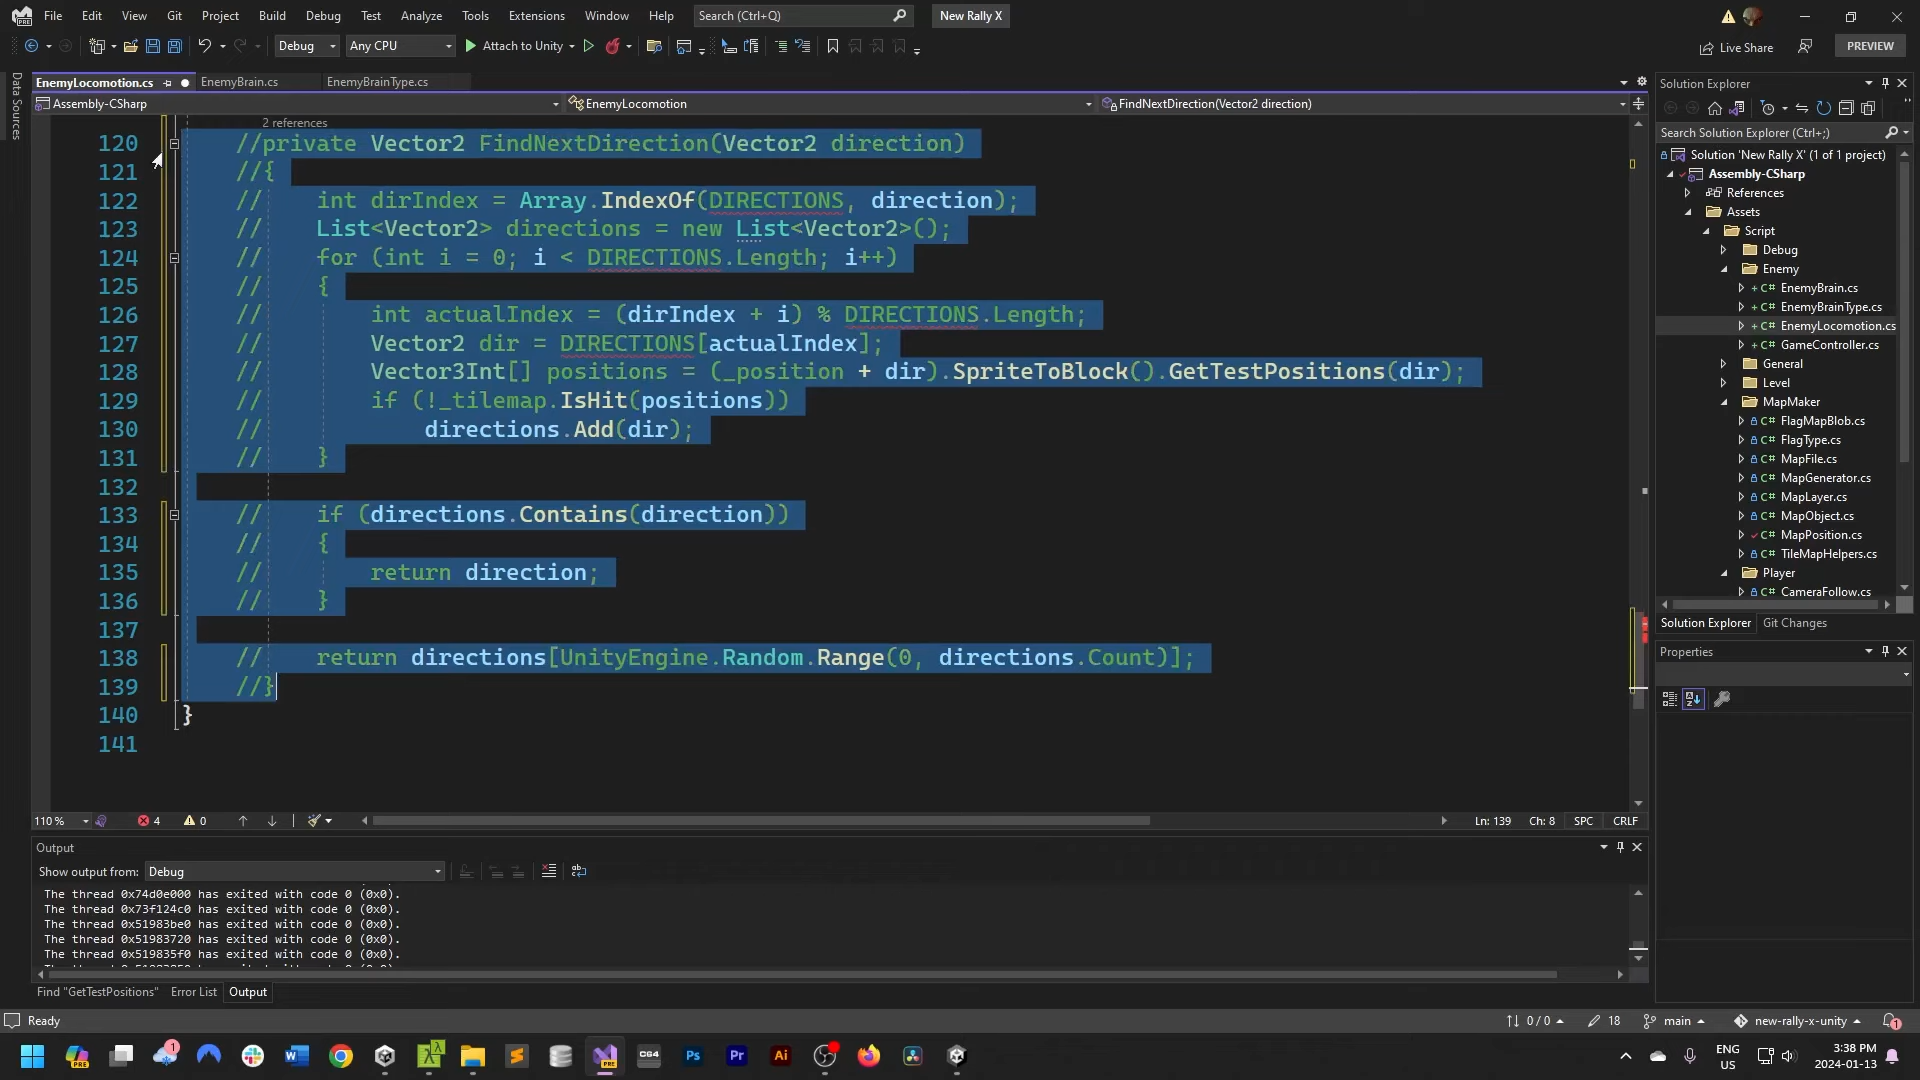 File Edit View Git Project Build Debug Test Analyze Tools Extensions Window Help Search (Ctrl+Q) New Rally X
Debug Any CPU Attach to Unity Live Share PREVIEW
Data Sources
EnemyLocomotion.cs EnemyBrain.cs EnemyBrainType.cs
Assembly-CSharp EnemyLocomotion FindNextDirection(Vector2 direction)
2 references
120 //private Vector2 FindNextDirection(Vector2 direction)
121 //{
122 //    int dirIndex = Array.IndexOf(DIRECTIONS, direction);
123 //    List<Vector2> directions = new List<Vector2>();
124 //    for (int i = 0; i < DIRECTIONS.Length; i++)
125 //    {
126 //        int actualIndex = (dirIndex + i) % DIRECTIONS.Length;
127 //        Vector2 dir = DIRECTIONS[actualIndex];
128 //        Vector3Int[] positions = (_position + dir).SpriteToBlock().GetTestPositions(dir);
129 //        if (!_tilemap.IsHit(positions))
130 //            directions.Add(dir);
131 //    }
132
133 //    if (directions.Contains(direction))
134 //    {
135 //        return direction;
136 //    }
137
138 //    return directions[UnityEngine.Random.Range(0, directions.Count)];
139 //}
140 }
141
110 % 4 0 Ln: 139 Ch: 8 SPC CRLF
Output
Show output from: Debug
The thread 0x74d0e000 has exited with code 0 (0x0).
The thread 0x73f124c0 has exited with code 0 (0x0).
The thread 0x51983be0 has exited with code 0 (0x0).
The thread 0x51983720 has exited with code 0 (0x0).
The thread 0x519835f0 has exited with code 0 (0x0).
Find "GetTestPositions" Error List Output
Solution Explorer
Search Solution Explorer (Ctrl+;)
Solution 'New Rally X' (1 of 1 project)
Assembly-CSharp
References
Assets
Script
Debug
Enemy
EnemyBrain.cs
EnemyBrainType.cs
EnemyLocomotion.cs
GameController.cs
General
Level
MapMaker
FlagMapBlob.cs
FlagType.cs
MapFile.cs
MapGenerator.cs
MapLayer.cs
MapObject.cs
MapPosition.cs
TileMapHelpers.cs
Player
CameraFollow.cs
Solution Explorer Git Changes
Properties
Ready 0 / 0 18 main new-rally-x-unity 1
1 PRE CG4 Ps Pr Ai ENG US 3:38 PM 2024-01-13